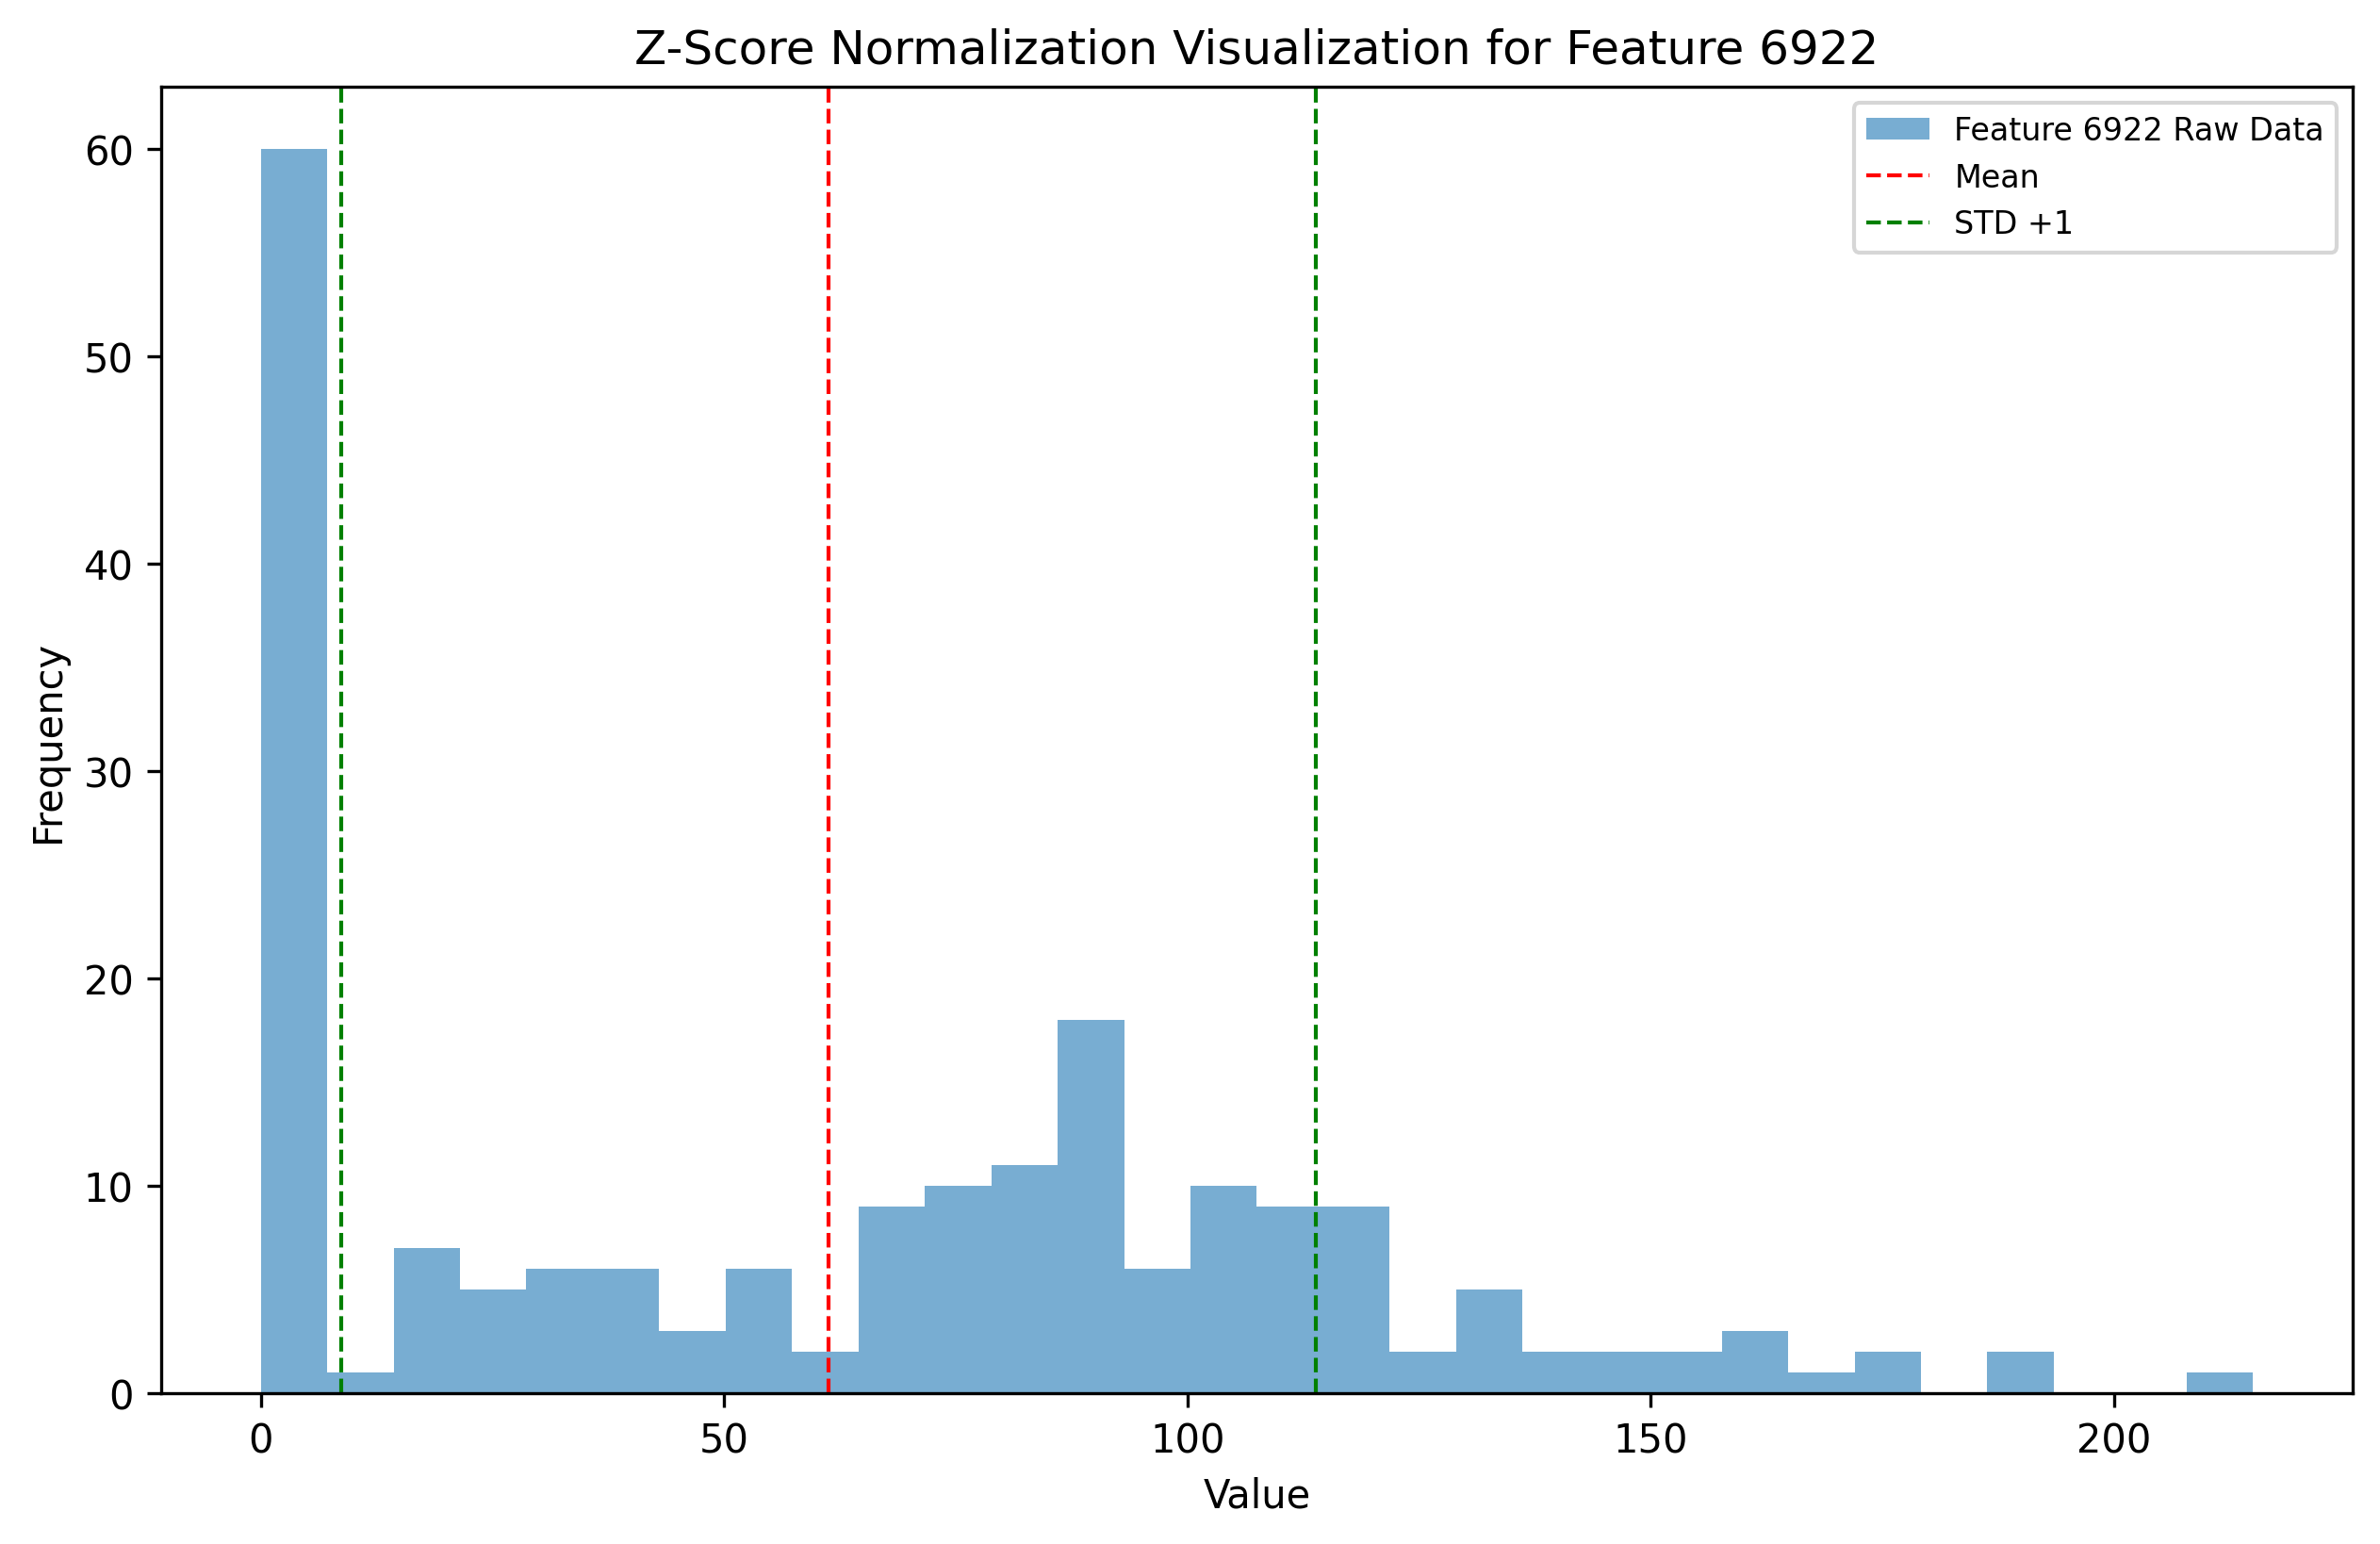 Z-Score Normalization Visualization for Feature 6922
Feature 6922 Raw Data
Mean
STD +1
60
50
40
30
20
10
0
Frequency
0 50 100 150 200
Value